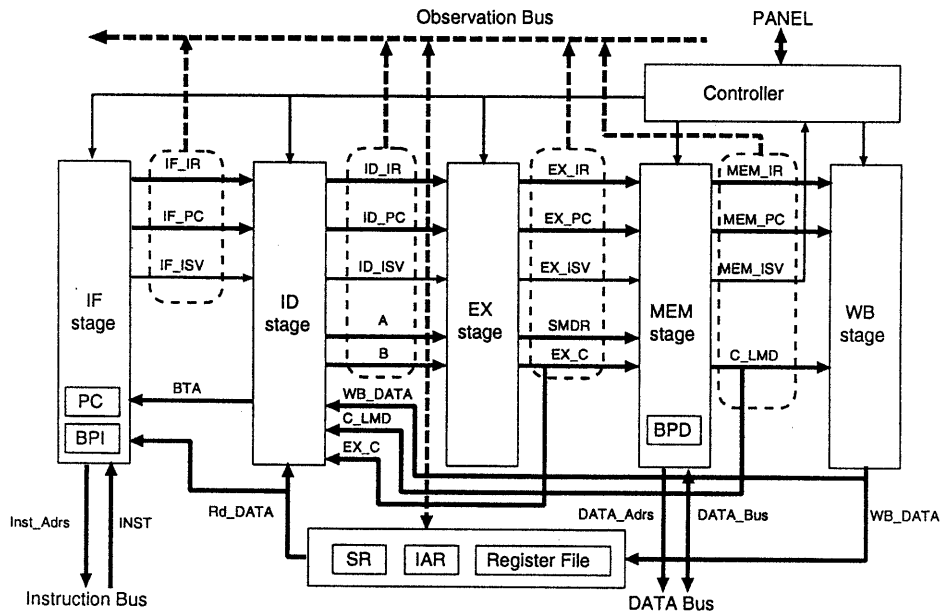 Observation Bus
PANEL
Controller
IF_IR
ID_IR
EX_IR
MEM_IR
IF_PC
ID_PC
EX_PC
MEM_PC
IF_ISV
ID_ISV
EX_ISV
MEM_ISV
IF
stage
ID
stage
EX
stage
MEM
stage
WB
stage
A
SMDR
B
EX_C
C_LMD
BTA
WB_DATA
C_LMD
EX_C
PC
BPI
BPD
Inst_Adrs
INST
Rd_DATA
DATA_Adrs
DATA_Bus
WB_DATA
SR
IAR
Register File
Instruction Bus
DATA Bus